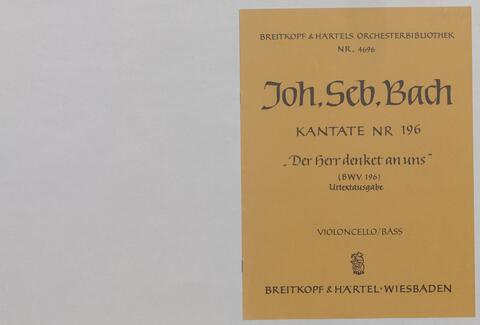 BREITKOPF & HÄRTELS ORCHESTERBIBLIOTHEK
NR. 4696
Joh. Seb. Bach
KANTATE NR 196
„Der Herr denket an uns“
(BWV 196)
Urtextausgabe
VIOLONCELLO/BASS
BREITKOPF & HÄRTEL · WIESBADEN